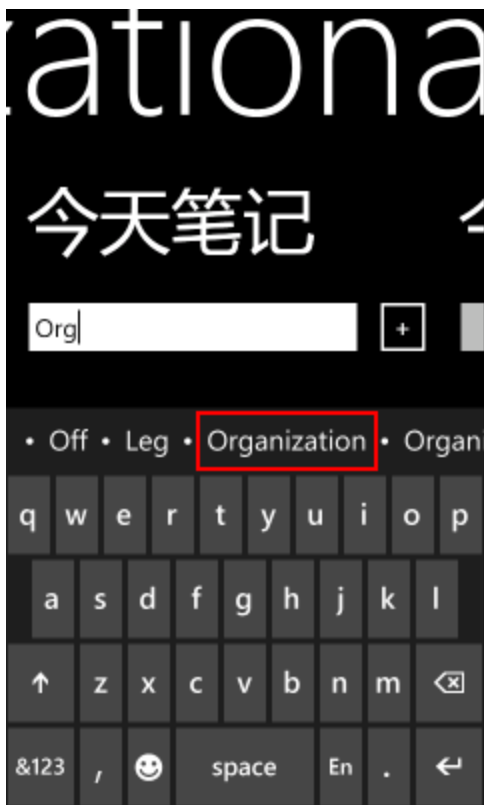 zationa
今天笔记
Org
+
• Off • Leg • Organization • Organi
q w e r t y u i o p
a s d f g h j k l
z x c v b n m
&123 , space En .